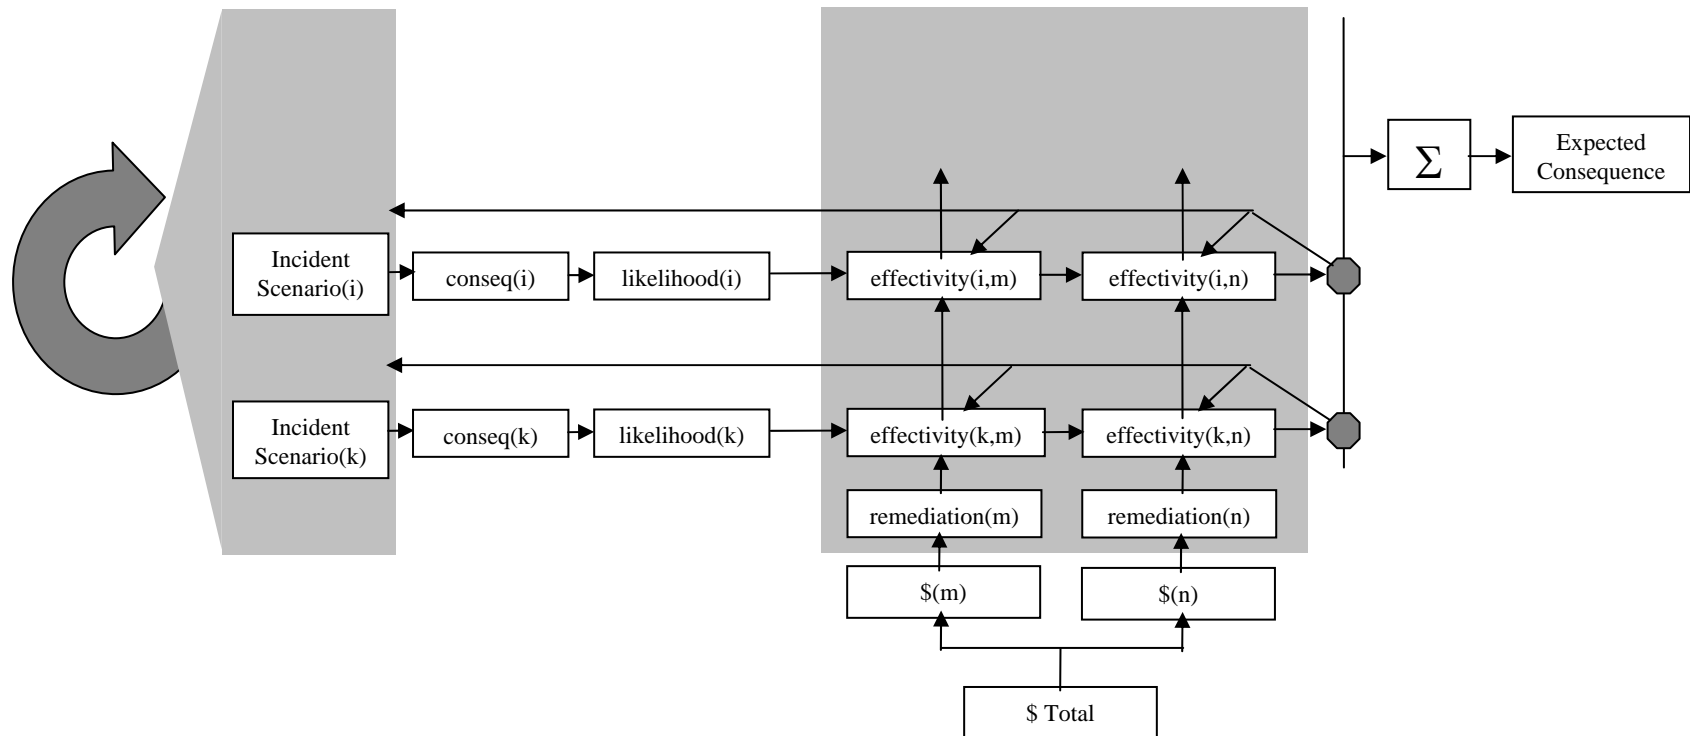 Σ
Expected
Consequence
Incident
Scenario(i)
conseq(i)
likelihood(i)
effectivity(i,m)
effectivity(i,n)
Incident
Scenario(k)
conseq(k)
likelihood(k)
effectivity(k,m)
effectivity(k,n)
remediation(m)
remediation(n)
$(m)
$(n)
$ Total